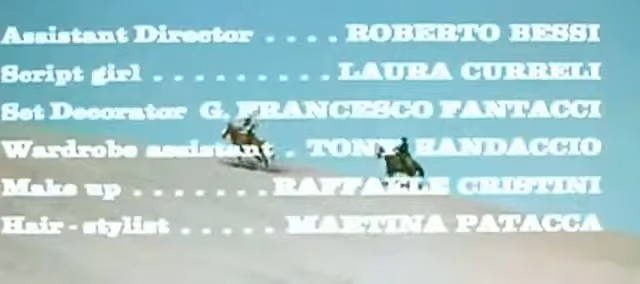 Assistant Director . . . . ROBERTO BESSI
Script girl . . . . . . . . . LAURA CURRELI
Set Decorator G. FRANCESCO FANTACCI
Wardrobe assistant . TONY RANDACCIO
Make up . . . . . . . RAFFAELE CRISTINI
Hair-stylist . . . . . MARTINA PATACCA